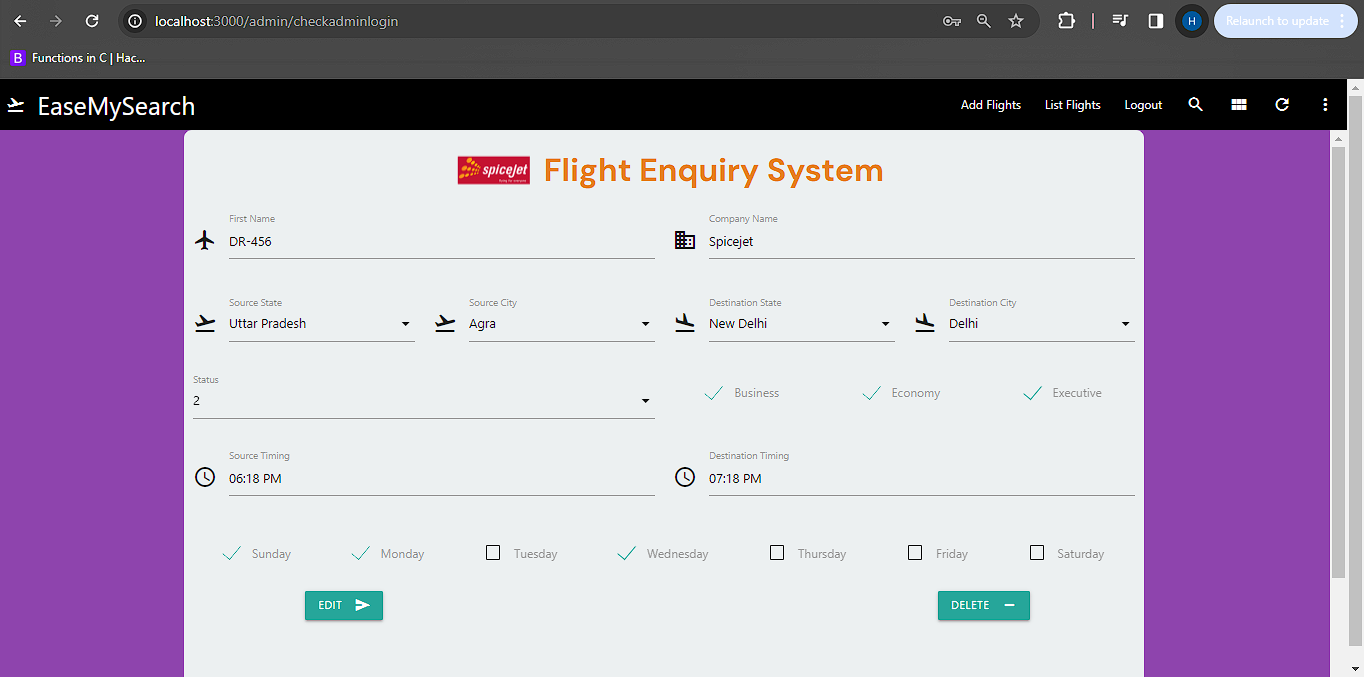 localhost:3000/admin/checkadminlogin
H
Relaunch to update
B Functions in C | Hac...
EaseMySearch
Add Flights List Flights Logout
spicejet Flight Enquiry System
First Name Company Name
DR-456 Spicejet
Source State Source City Destination State Destination City
Uttar Pradesh Agra New Delhi Delhi
Status
2
Business Economy Executive
Source Timing Destination Timing
06:18 PM 07:18 PM
Sunday Monday Tuesday Wednesday Thursday Friday Saturday
EDIT DELETE